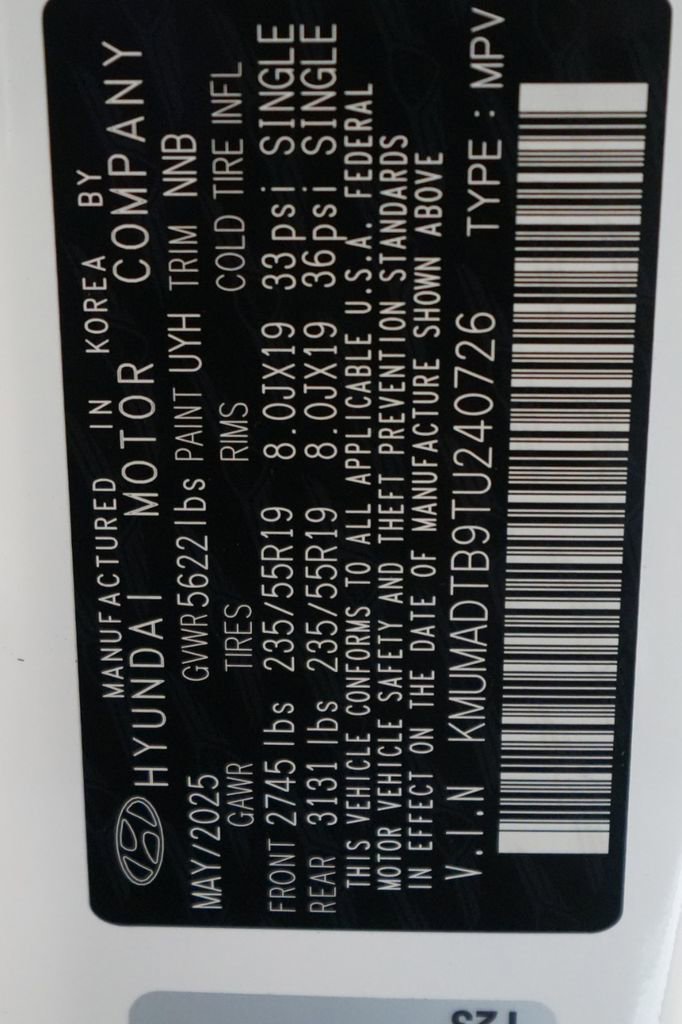 MANUFACTURED IN KOREA BY
HYUNDAI MOTOR COMPANY
MAY/2025 GVWR 5622lbs PAINT UYH TRIM NNB
GAWR TIRES RIMS COLD TIRE INFL
FRONT 2745 lbs 235/55R19 8.0JX19 33psi SINGLE
REAR 3131 lbs 235/55R19 8.0JX19 36psi SINGLE
THIS VEHICLE CONFORMS TO ALL APPLICABLE U.S.A. FEDERAL
MOTOR VEHICLE SAFETY AND THEFT PREVENTION STANDARDS
IN EFFECT ON THE DATE OF MANUFACTURE SHOWN ABOVE
V.I.N KMUMADTB9TU240726 TYPE : MPV